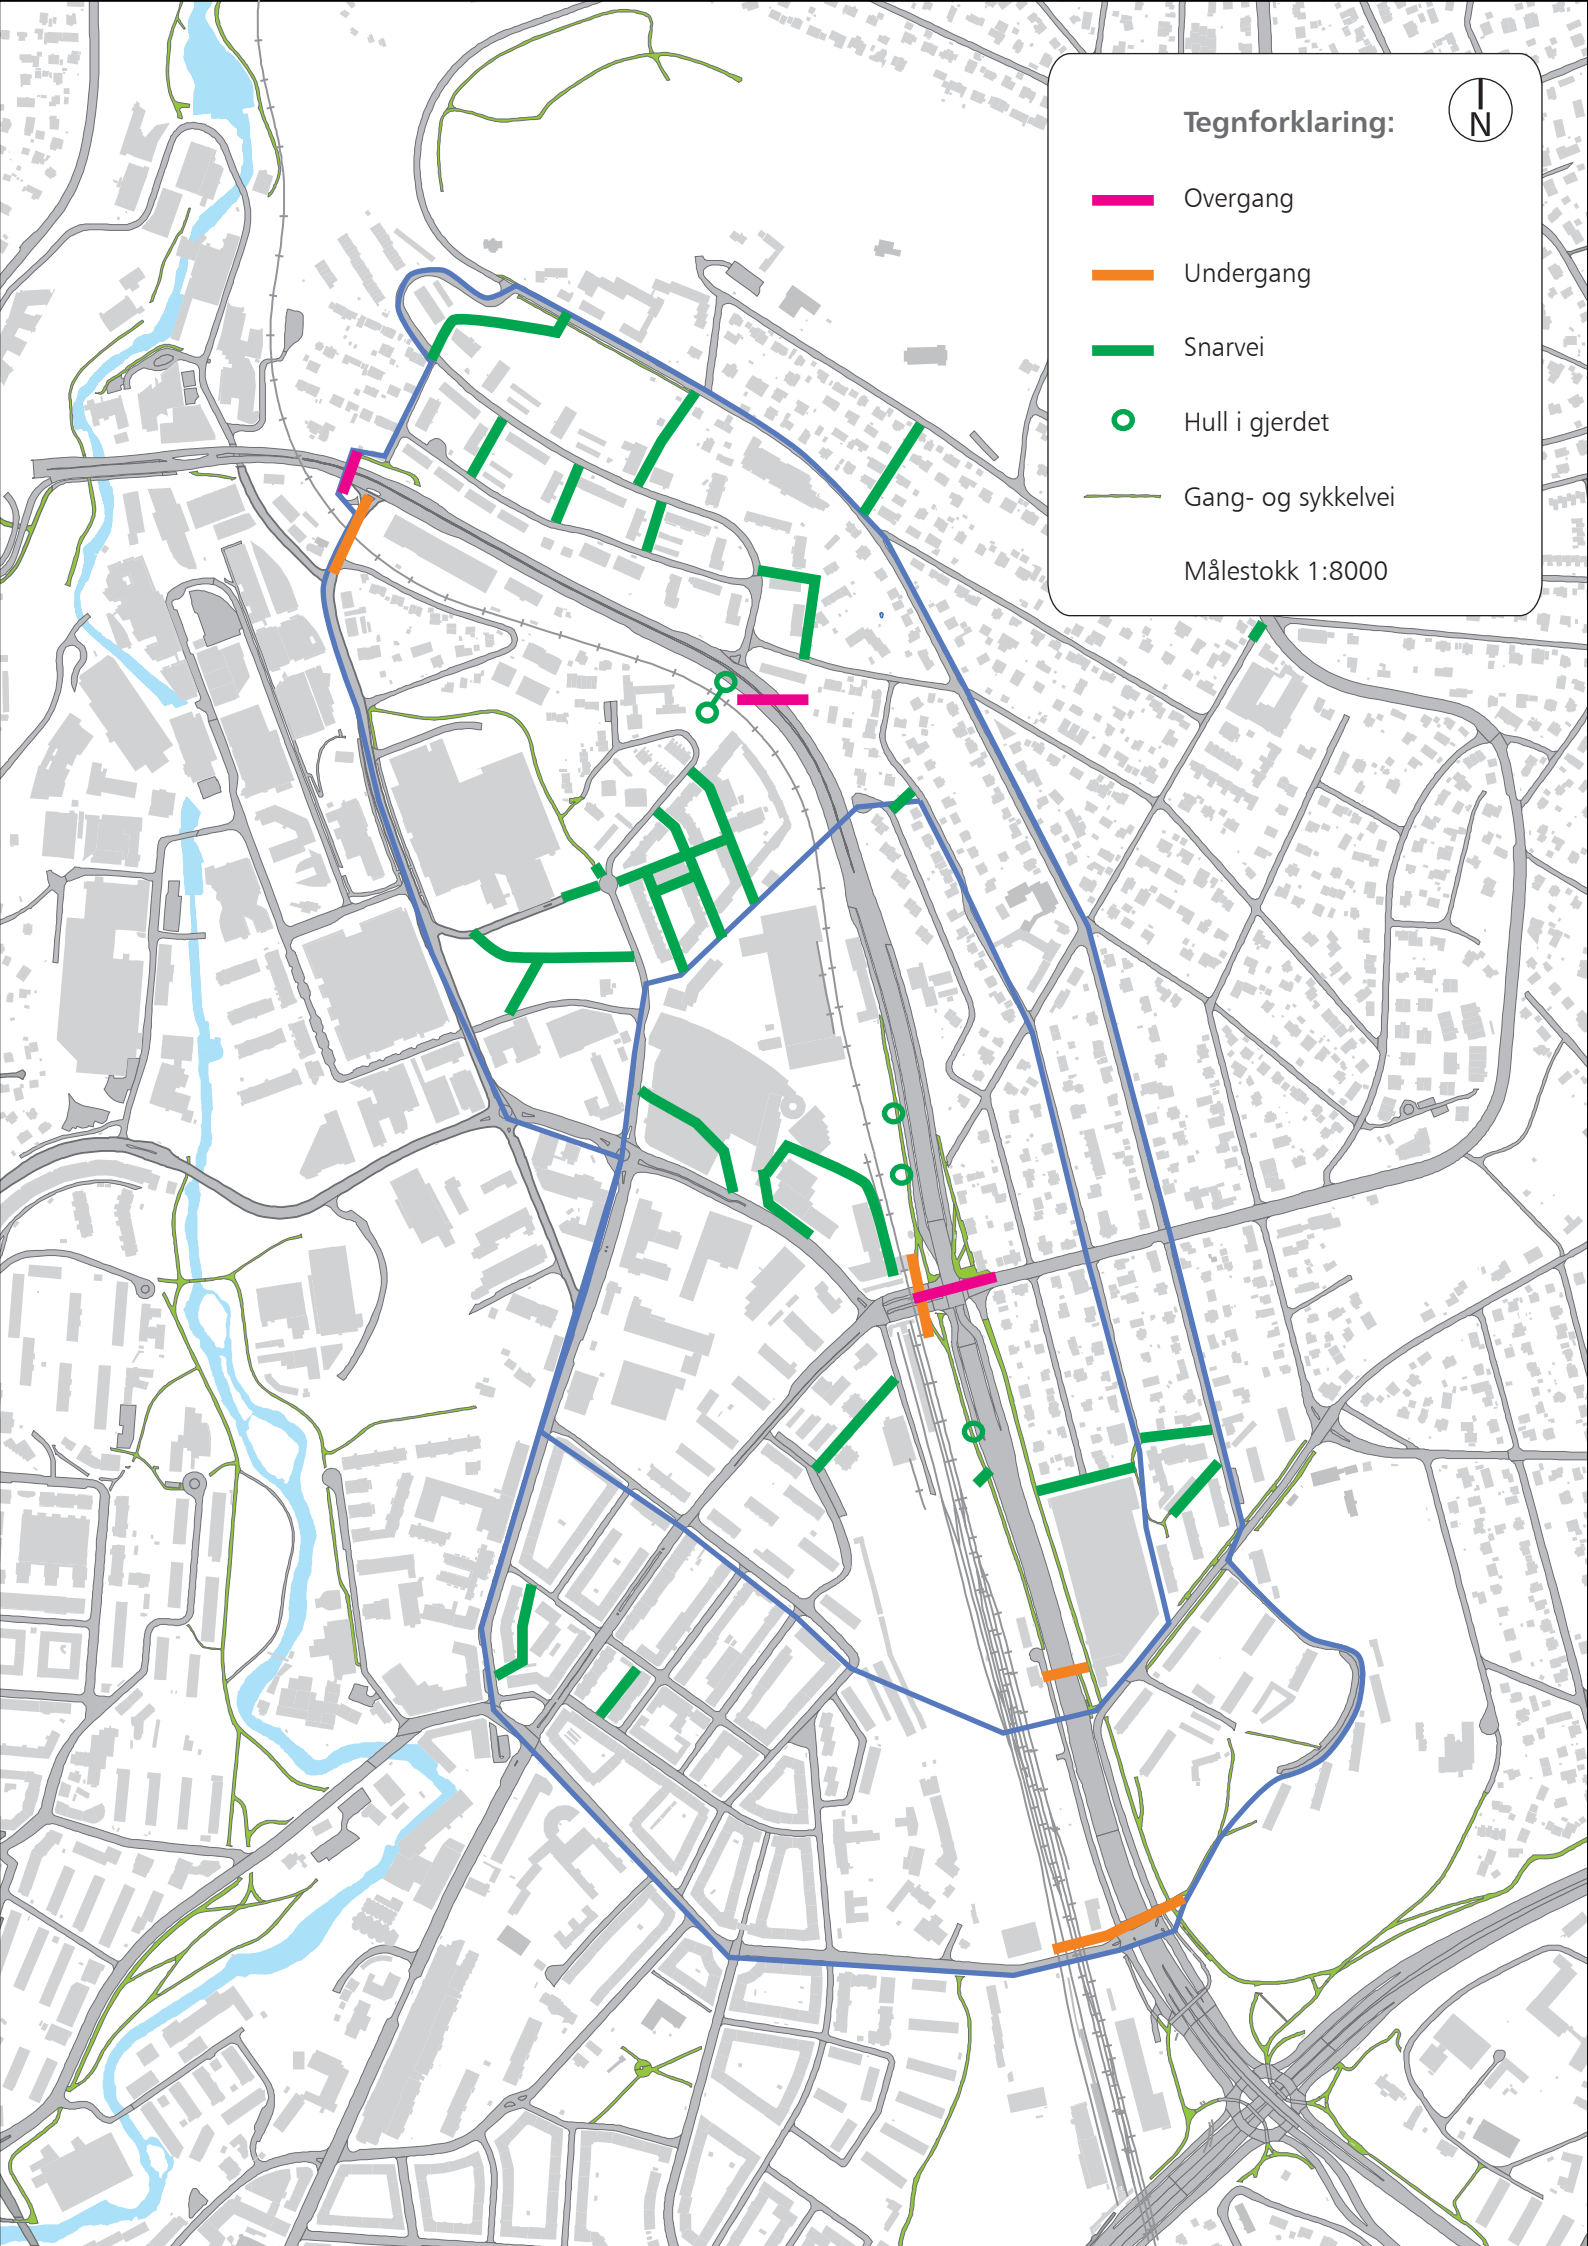 N
Tegnforklaring:
Overgang
Undergang
Snarvei
Hull i gjerdet
Gang- og sykkelvei
Målestokk 1:8000